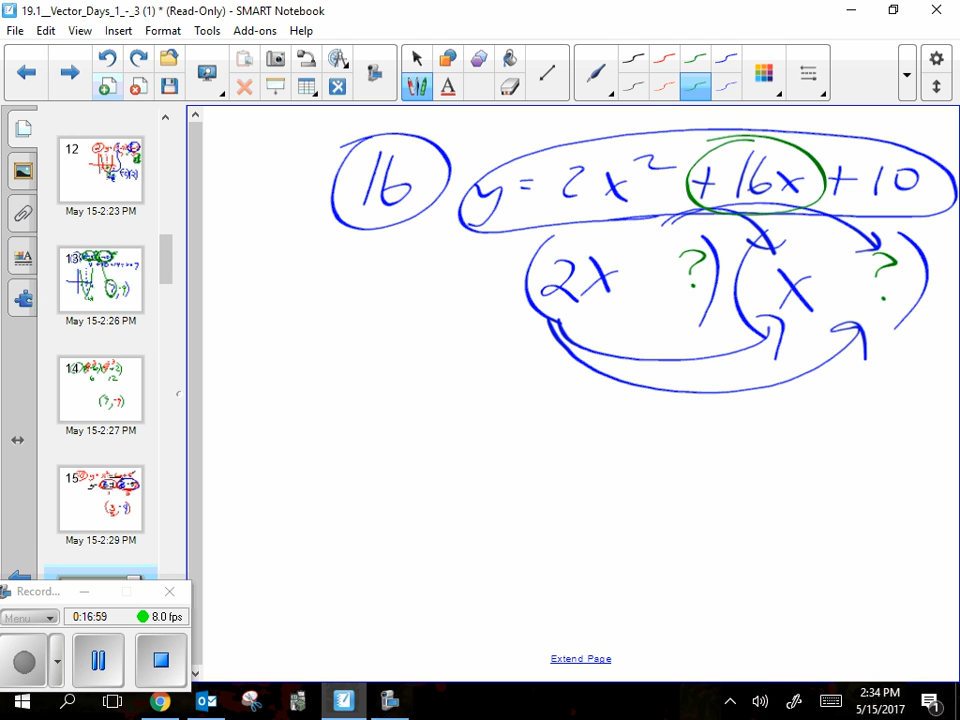 19.1__Vector_Days_1_-_3 (1) * (Read-Only) - SMART Notebook
File Edit View Insert Format Tools Add-ons Help
12
May 15-2:23 PM
13
May 15-2:26 PM
14
May 15-2:27 PM
15
May 15-2:29 PM
16 y = 2x² +16x +10
(2x ?) (x ?)
Record...
Menu
0:16:59
8.0 fps
Extend Page
2:34 PM
5/15/2017